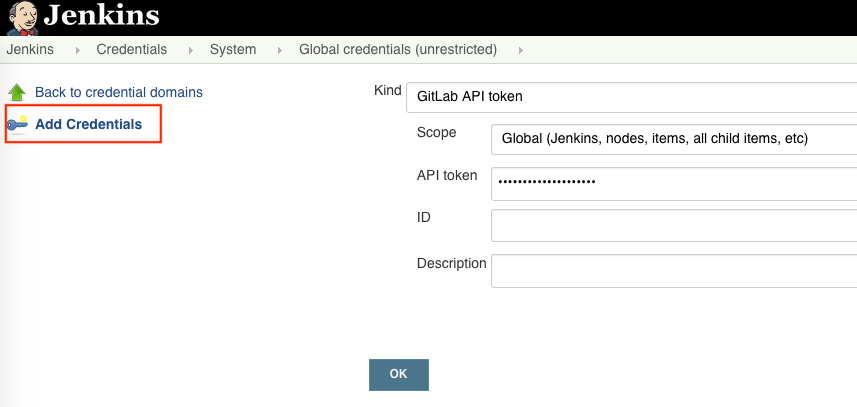 Jenkins
Jenkins Credentials System Global credentials (unrestricted)
Back to credential domains
Add Credentials
Kind GitLab API token
Scope Global (Jenkins, nodes, items, all child items, etc)
API token ••••••••••••••••••••
ID
Description
OK